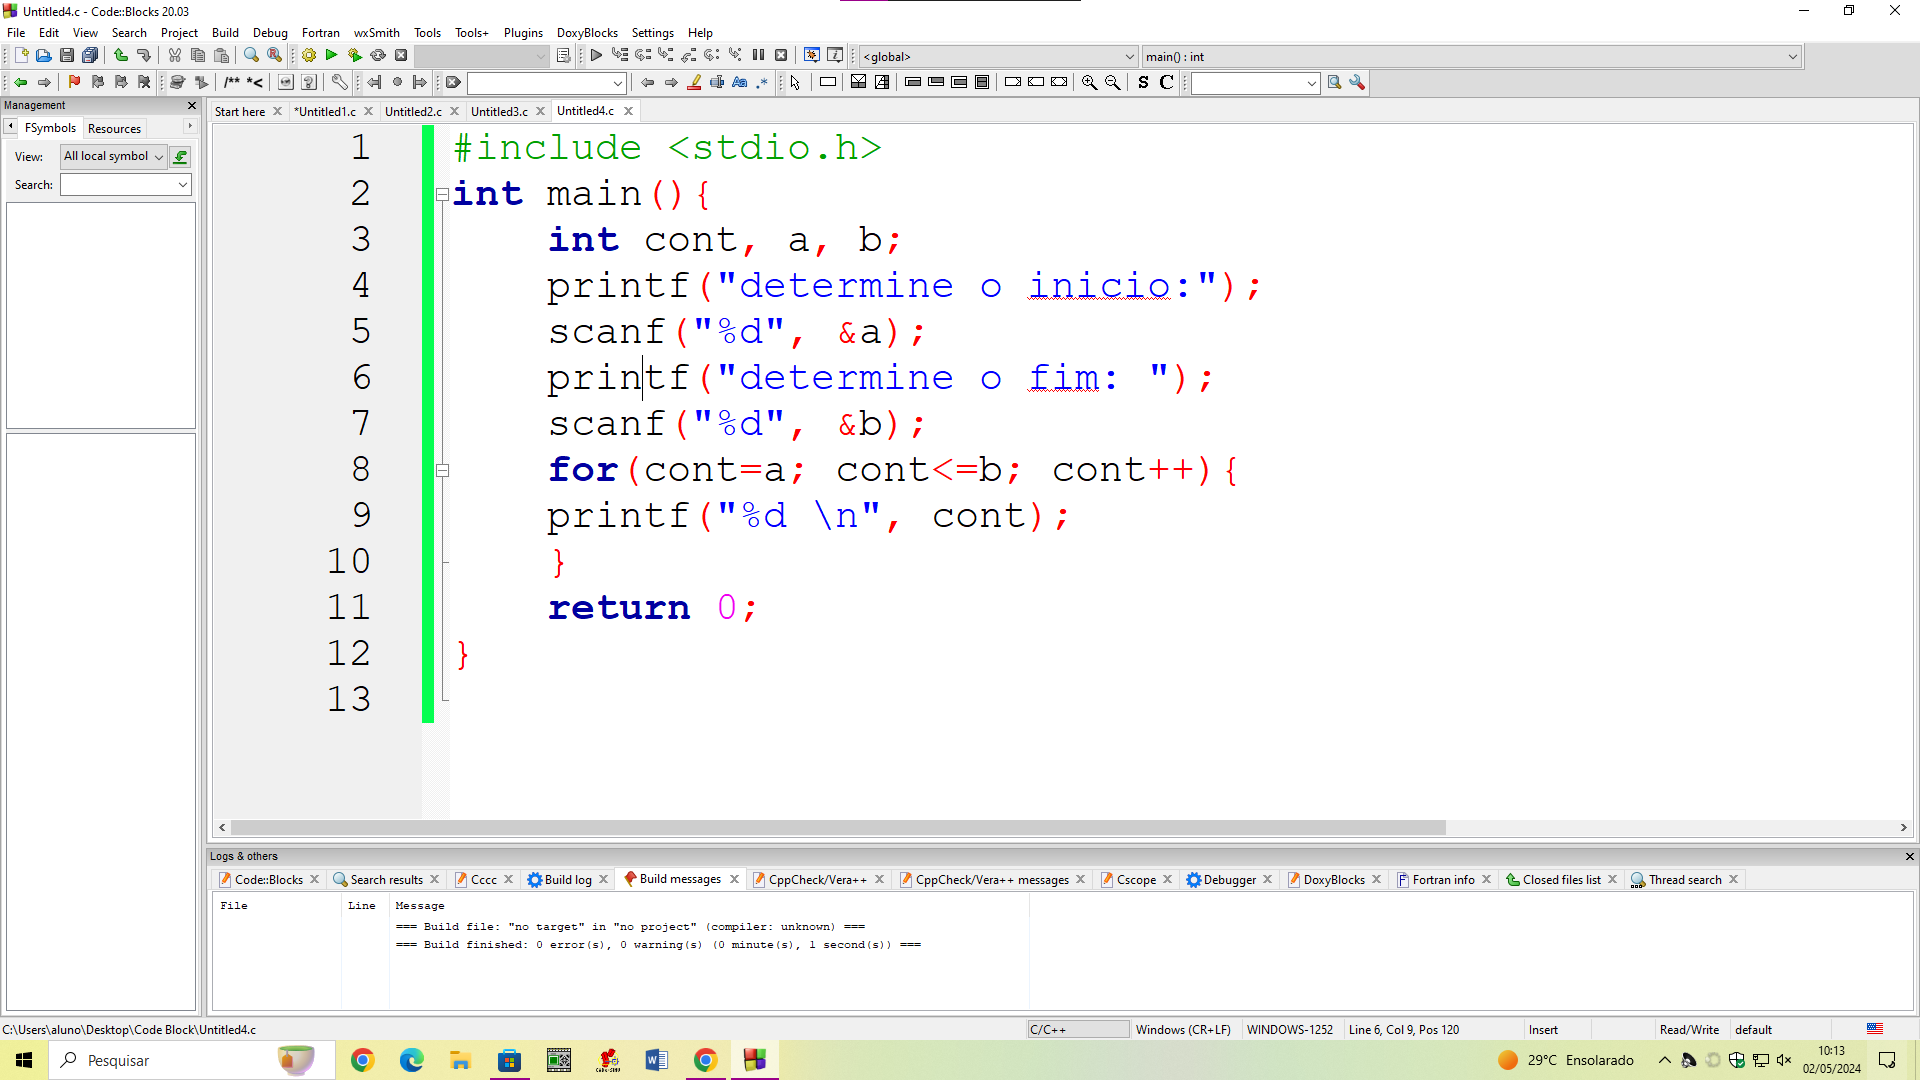 Untitled4.c - Code::Blocks 20.03
File Edit View Search Project Build Debug Fortran wxSmith Tools Tools+ Plugins DoxyBlocks Settings Help
<global> main() : int
/** *< Aa .* S C
Management
FSymbols Resources
View: All local symbol
Search:
Start here *Untitled1.c Untitled2.c Untitled3.c Untitled4.c
1 #include <stdio.h>
2 int main(){
3 int cont, a, b;
4 printf("determine o inicio:");
5 scanf("%d", &a);
6 printf("determine o fim: ");
7 scanf("%d", &b);
8 for(cont=a; cont<=b; cont++){
9 printf("%d \n", cont);
10 }
11 return 0;
12 }
13
Logs & others
Code::Blocks Search results Cccc Build log Build messages CppCheck/Vera++ CppCheck/Vera++ messages Cscope Debugger DoxyBlocks Fortran info Closed files list Thread search
File Line Message
=== Build file: "no target" in "no project" (compiler: unknown) ===
=== Build finished: 0 error(s), 0 warning(s) (0 minute(s), 1 second(s)) ===
C:\Users\aluno\Desktop\Code Block\Untitled4.c C/C++ Windows (CR+LF) WINDOWS-1252 Line 6, Col 9, Pos 120 Insert Read/Write default
Pesquisar 29°C Ensolarado 10:13
02/05/2024